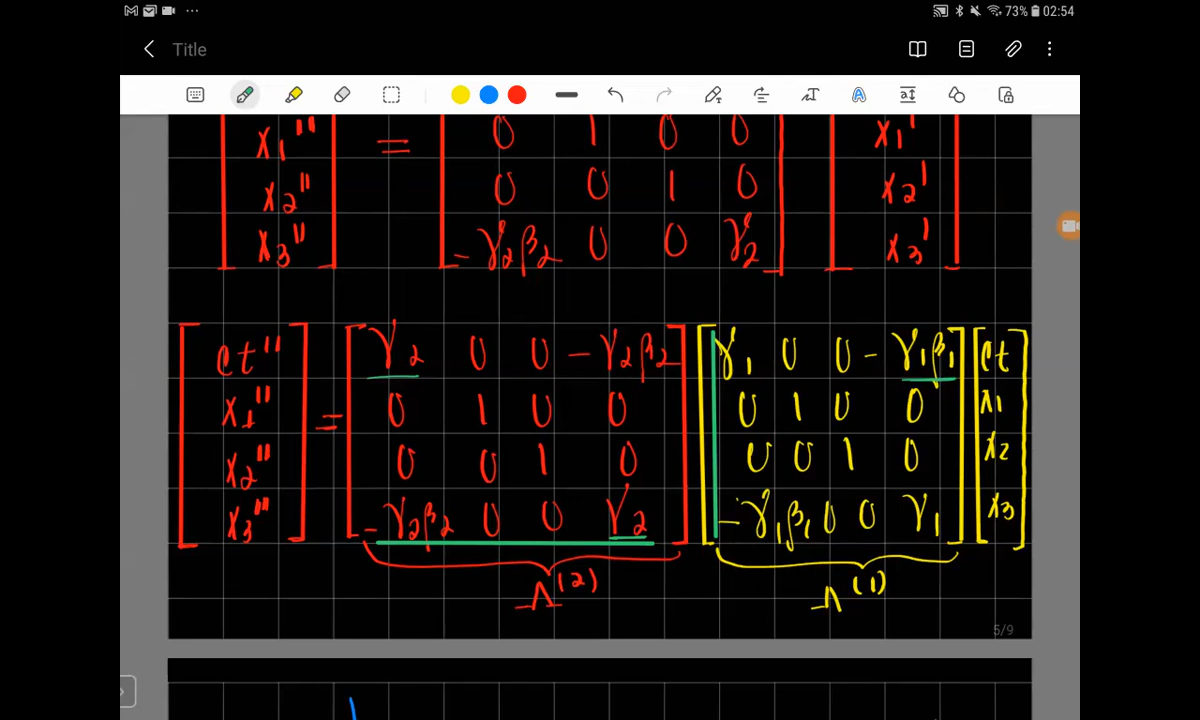 73% 02:54
Title
x₁'' = 0 1 0 0 x₁'
x₂'' 0 0 1 0 x₂'
x₃'' -γ₂β₂ 0 0 γ₂ x₃'
ct'' γ₂ 0 0 -γ₂β₂ γ₁ 0 0 -γ₁β₁ ct
x₁'' = 0 1 0 0 0 1 0 0 x₁
x₂'' 0 0 1 0 0 0 1 0 x₂
x₃'' -γ₂β₂ 0 0 γ₂ -γ₁β₁ 0 0 γ₁ x₃
Λ⁽²⁾ Λ⁽¹⁾
5/9